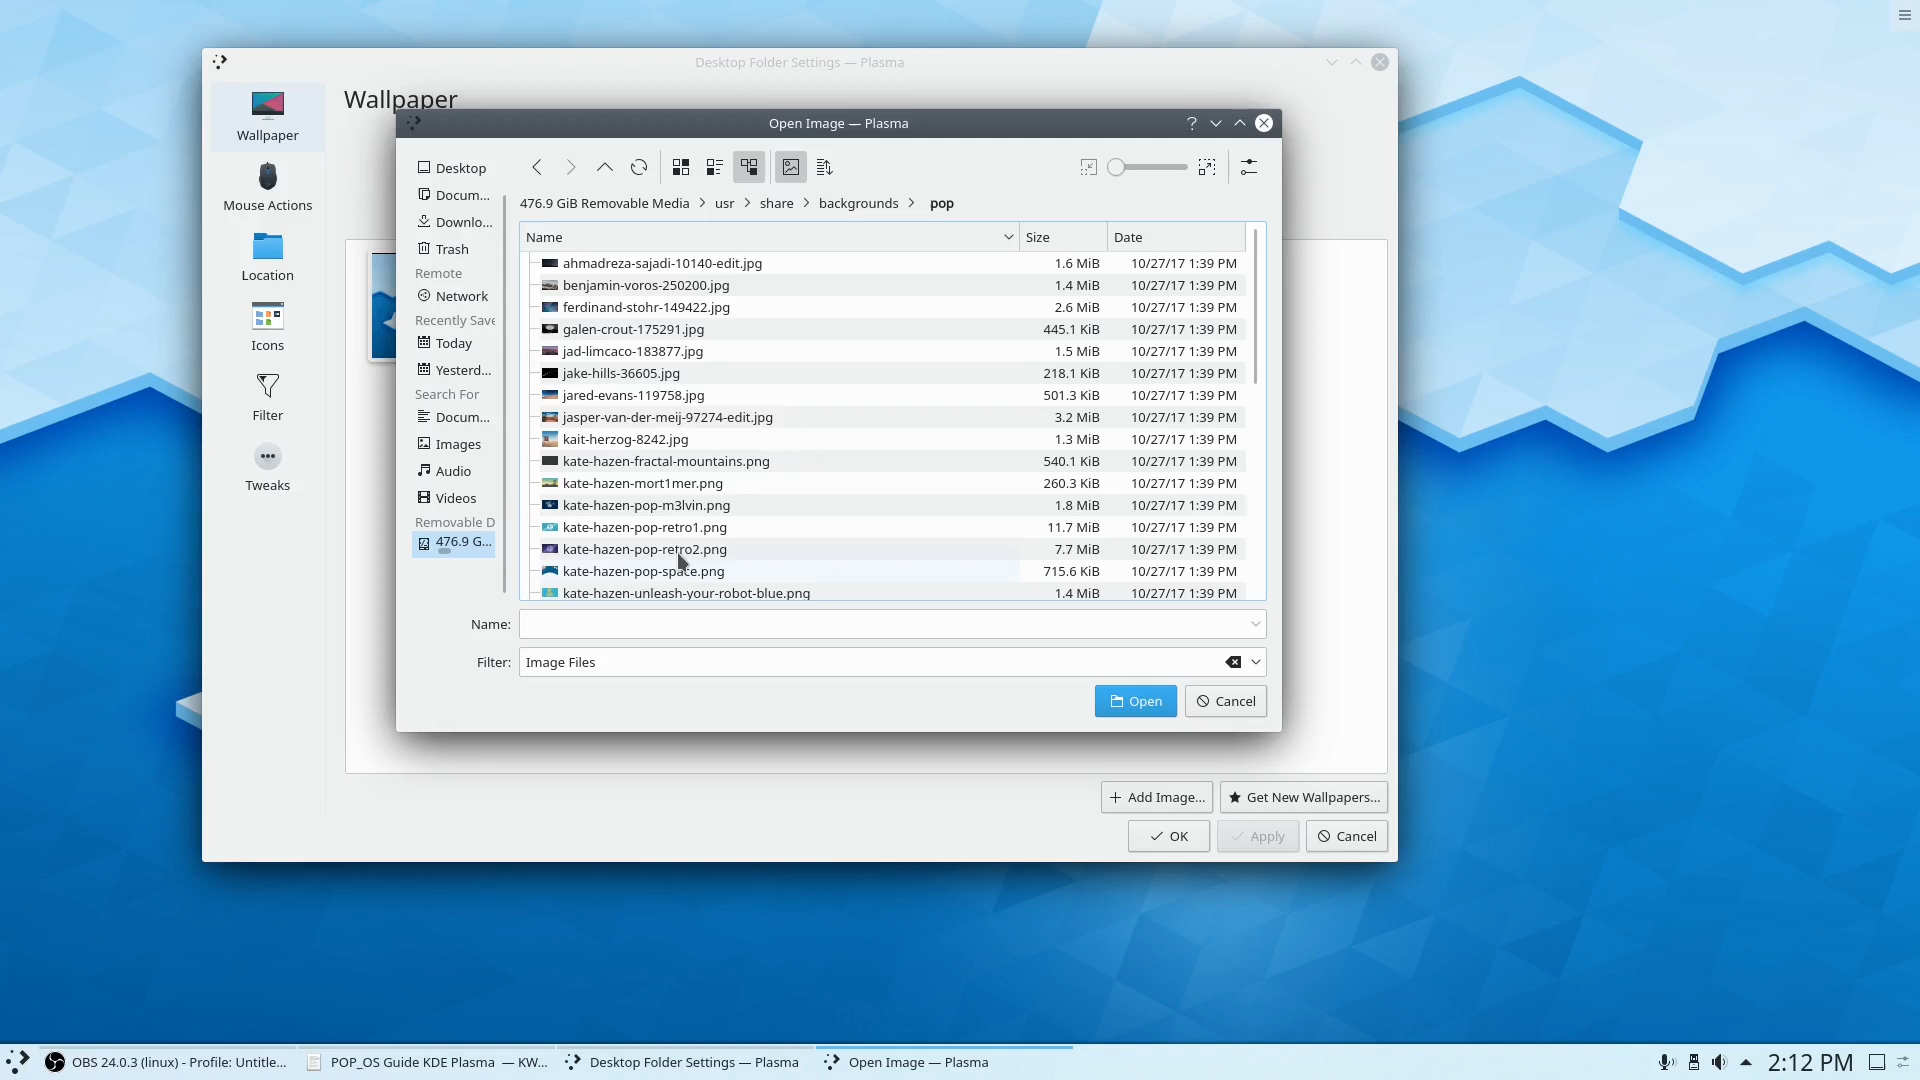 Desktop Folder Settings — Plasma
Wallpaper
Mouse Actions
Location
Icons
Filter
Tweaks
Wallpaper
Open Image — Plasma
Desktop
Docum...
Downlo...
Trash
Remote
Network
Recently Save
Today
Yesterd...
Search For
Docum...
Images
Audio
Videos
Removable D
476.9 G...
476.9 GiB Removable Media > usr > share > backgrounds > pop
Name Size Date
ahmadreza-sajadi-10140-edit.jpg 1.6 MiB 10/27/17 1:39 PM
benjamin-voros-250200.jpg 1.4 MiB 10/27/17 1:39 PM
ferdinand-stohr-149422.jpg 2.6 MiB 10/27/17 1:39 PM
galen-crout-175291.jpg 445.1 KiB 10/27/17 1:39 PM
jad-limcaco-183877.jpg 1.5 MiB 10/27/17 1:39 PM
jake-hills-36605.jpg 218.1 KiB 10/27/17 1:39 PM
jared-evans-119758.jpg 501.3 KiB 10/27/17 1:39 PM
jasper-van-der-meij-97274-edit.jpg 3.2 MiB 10/27/17 1:39 PM
kait-herzog-8242.jpg 1.3 MiB 10/27/17 1:39 PM
kate-hazen-fractal-mountains.png 540.1 KiB 10/27/17 1:39 PM
kate-hazen-mort1mer.png 260.3 KiB 10/27/17 1:39 PM
kate-hazen-pop-m3lvin.png 1.8 MiB 10/27/17 1:39 PM
kate-hazen-pop-retro1.png 11.7 MiB 10/27/17 1:39 PM
kate-hazen-pop-retro2.png 7.7 MiB 10/27/17 1:39 PM
kate-hazen-pop-space.png 715.6 KiB 10/27/17 1:39 PM
kate-hazen-unleash-your-robot-blue.png 1.4 MiB 10/27/17 1:39 PM
Name:
Filter: Image Files
Open Cancel
Add Image... Get New Wallpapers...
OK Apply Cancel
OBS 24.0.3 (linux) - Profile: Untitle... POP_OS Guide KDE Plasma — KW... Desktop Folder Settings — Plasma Open Image — Plasma 2:12 PM